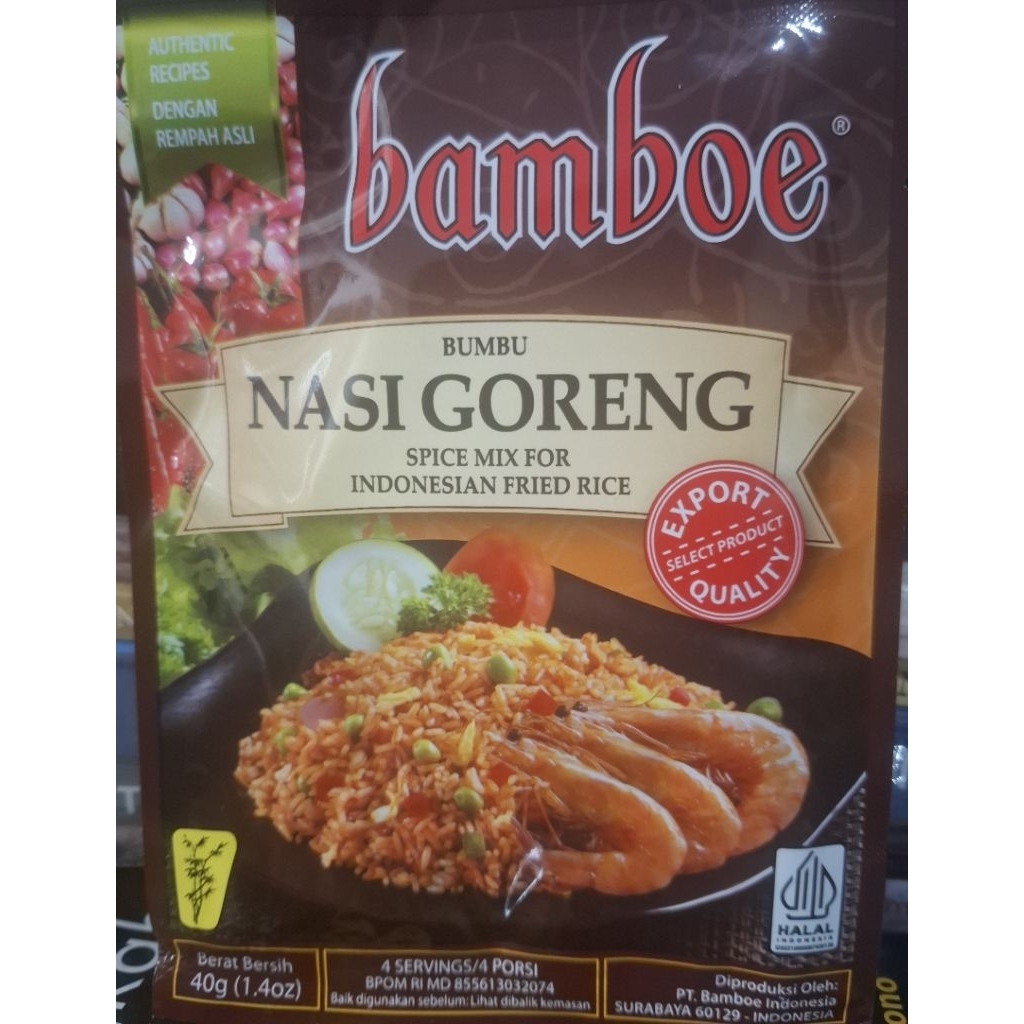 AUTHENTIC
RECIPES
DENGAN
REMPAH ASLI
bamboe®
BUMBU
NASI GORENG
SPICE MIX FOR
INDONESIAN FRIED RICE
EXPORT
SELECT PRODUCT
QUALITY
HALAL
INDONESIA
Berat Bersih
40g (1.4oz)
4 SERVINGS/4 PORSI
BPOM RI MD 855613032074
Baik digunakan sebelum: Lihat dibalik kemasan
Diproduksi Oleh:
PT. Bamboe Indonesia
SURABAYA 60129 - INDONESIA